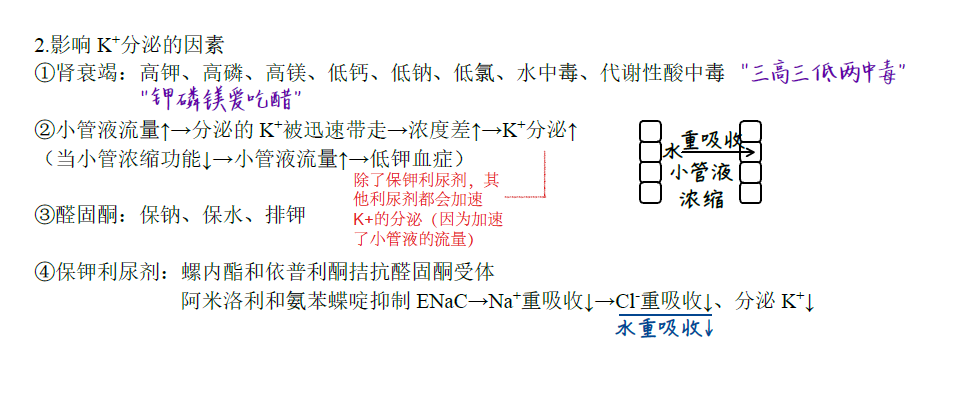 2.影响 K⁺分泌的因素
①肾衰竭：高钾、高磷、高镁、低钙、低钠、低氯、水中毒、代谢性酸中毒 "三高三低两中毒"
"钾磷镁爱吃醋"
②小管液流量↑→分泌的 K⁺被迅速带走→浓度差↑→K⁺分泌↑
（当小管浓缩功能↓→小管液流量↑→低钾血症）
除了保钾利尿剂，其
他利尿剂都会加速
K+的分泌（因为加速
了小管液的流量）
水重吸收
小管液
浓缩
③醛固酮：保钠、保水、排钾
④保钾利尿剂：螺内酯和依普利酮拮抗醛固酮受体
阿米洛利和氨苯蝶啶抑制 ENaC→Na⁺重吸收↓→Cl⁻重吸收↓、分泌 K⁺↓
水重吸收↓